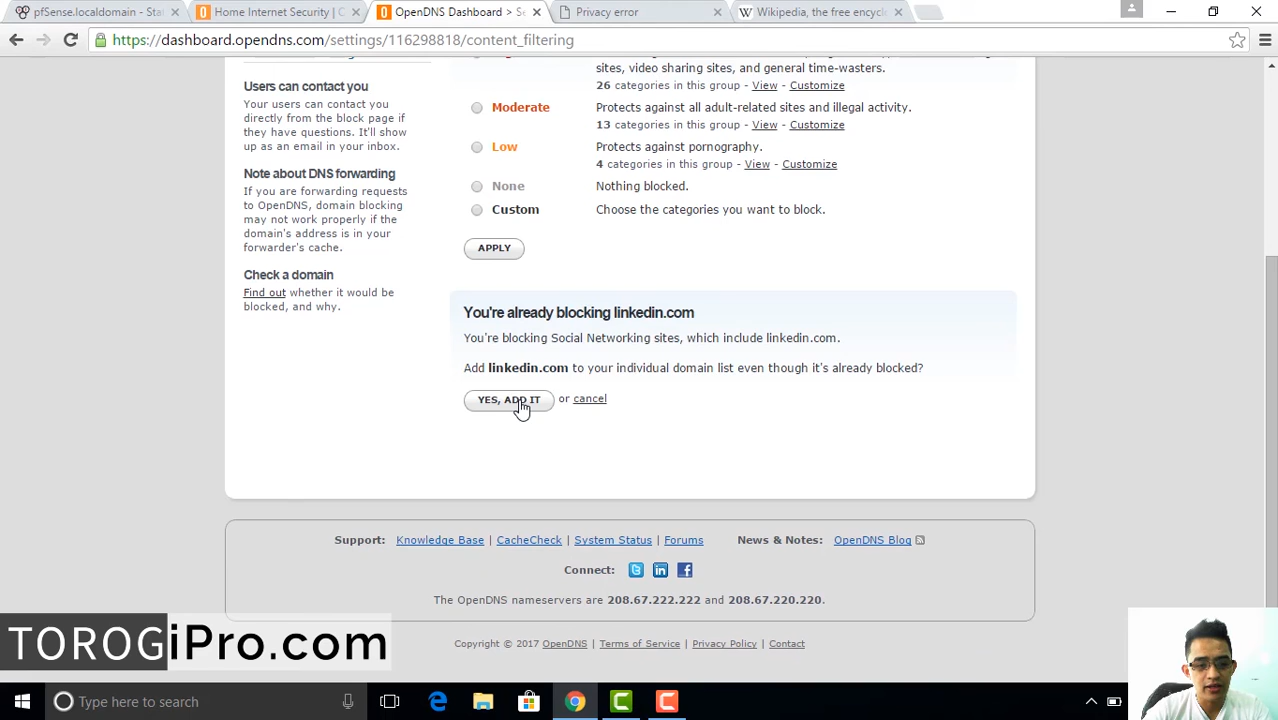 pfSense.localdomain - Sta
Home Internet Security | C
OpenDNS Dashboard > Se
Privacy error
Wikipedia, the free encycl
https://dashboard.opendns.com/settings/116298818/content_filtering
sites, video sharing sites, and general time-wasters.
26 categories in this group - View - Customize
Moderate Protects against all adult-related sites and illegal activity.
13 categories in this group - View - Customize
Low Protects against pornography.
4 categories in this group - View - Customize
None Nothing blocked.
Custom Choose the categories you want to block.
APPLY
Users can contact you
Your users can contact you
directly from the block page if
they have questions. It'll show
up as an email in your inbox.
Note about DNS forwarding
If you are forwarding requests
to OpenDNS, domain blocking
may not work properly if the
domain's address is in your
forwarder's cache.
Check a domain
Find out whether it would be
blocked, and why.
You're already blocking linkedin.com
You're blocking Social Networking sites, which include linkedin.com.
Add linkedin.com to your individual domain list even though it's already blocked?
YES, ADD IT or cancel
Support: Knowledge Base | CacheCheck | System Status | Forums News & Notes: OpenDNS Blog
Connect:
The OpenDNS nameservers are 208.67.222.222 and 208.67.220.220.
Copyright © 2017 OpenDNS | Terms of Service | Privacy Policy | Contact
TOROGiPro.com
Type here to search